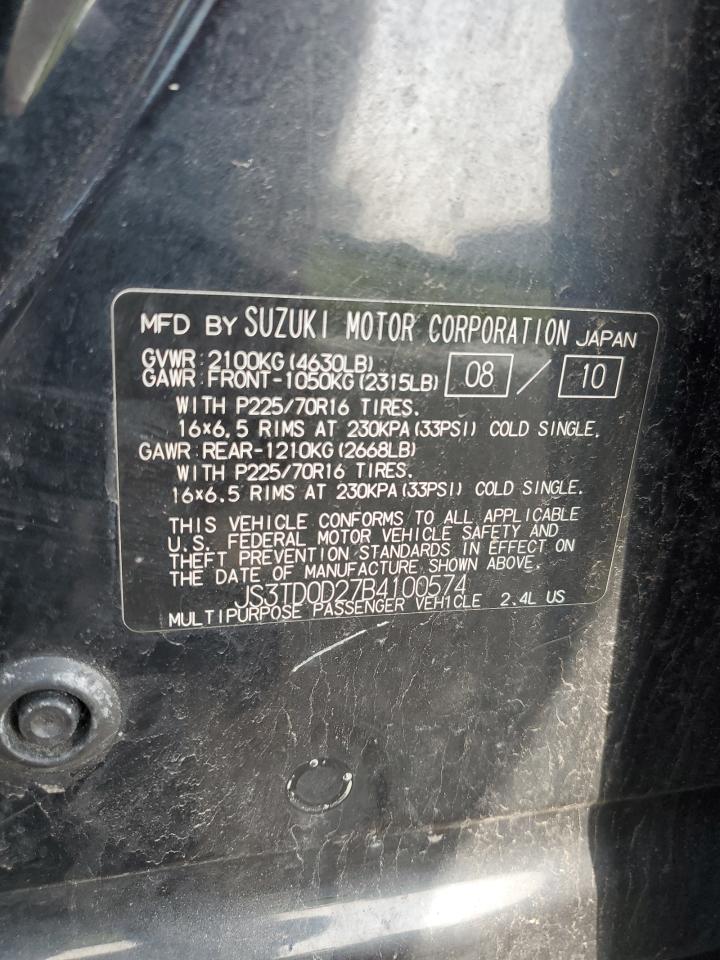 MFD BY SUZUKI MOTOR CORPORATION JAPAN
GVWR : 2100KG (4630LB)
GAWR : FRONT-1050KG (2315LB) 08 / 10
WITH P225/70R16 TIRES.
16×6.5 RIMS AT 230KPA (33PSI) COLD SINGLE.
GAWR : REAR-1210KG (2668LB)
WITH P225/70R16 TIRES.
16×6.5 RIMS AT 230KPA (33PSI) COLD SINGLE.
THIS VEHICLE CONFORMS TO ALL APPLICABLE
U.S. FEDERAL MOTOR VEHICLE SAFETY AND
THEFT PREVENTION STANDARDS IN EFFECT ON
THE DATE OF MANUFACTURE SHOWN ABOVE.
JS3TD0D27B4100574
MULTIPURPOSE PASSENGER VEHICLE 2.4L US